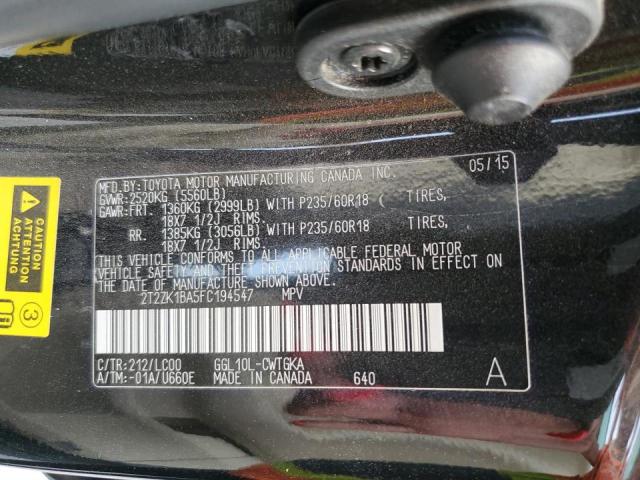 MFD.BY:TOYOTA MOTOR MANUFACTURING CANADA INC. 05/15
GVWR:2520KG (5560LB)
GAWR:FRT. 1360KG (2999LB) WITH P235/60R18 TIRES,
18X7 1/2J RIMS.
RR. 1385KG (3056LB) WITH P235/60R18 TIRES,
18X7 1/2J RIMS.
THIS VEHICLE CONFORMS TO ALL APPLICABLE FEDERAL MOTOR
VEHICLE SAFETY AND THEFT PREVENTION STANDARDS IN EFFECT ON
THE DATE OF MANUFACTURE SHOWN ABOVE.
2T2ZK1BA5FC194547 MPV
C/TR:212/LC00 GGL10L-CWTGKA
A/TM:-01A/U660E MADE IN CANADA 640 A
CAUTION
ATTENTION
3